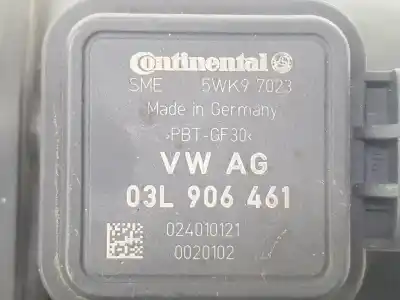 Continental
SME 5WK9 7023
Made in Germany
>PBT-GF30<
VW AG
03L 906 461
024010121
0020102